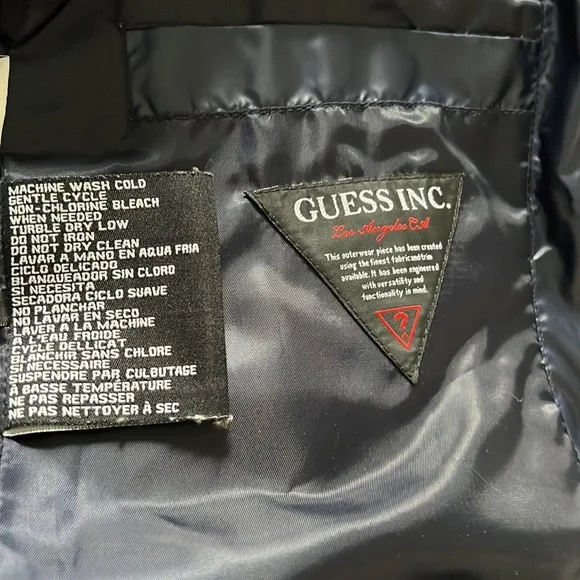 MACHINE WASH COLD
GENTLE CYCLE
NON-CHLORINE BLEACH
WHEN NEEDED
TURBLE DRY LOW
DO NOT IRON
DO NOT DRY CLEAN
LAVAR A MANO EN AQUA FRIA
CICLO DELICADO
BLANQUADOR SIN CLORO
SI NECESITA
SECADORA CICLO SUAVE
NO PLANCHAR
NO LAVAR EN SECO
LAVER A LA MACHINE
A L'EAU FROIDE
CYCLE DELLICAT
BLANCHIR SANS CHLORE
SI NECESSAIRE
SUSPENDRE PAR CULBUTAGE
À BASSE TEMPÉRATURE
NE PAS REPASSER
NE PAS NETTOYER À SEC
GUESS INC.
Los Angeles CA
This outerwear piece has been created
using the finest fabric and trim
available. It has been engineered
with versatility and
functionality in mind.
?